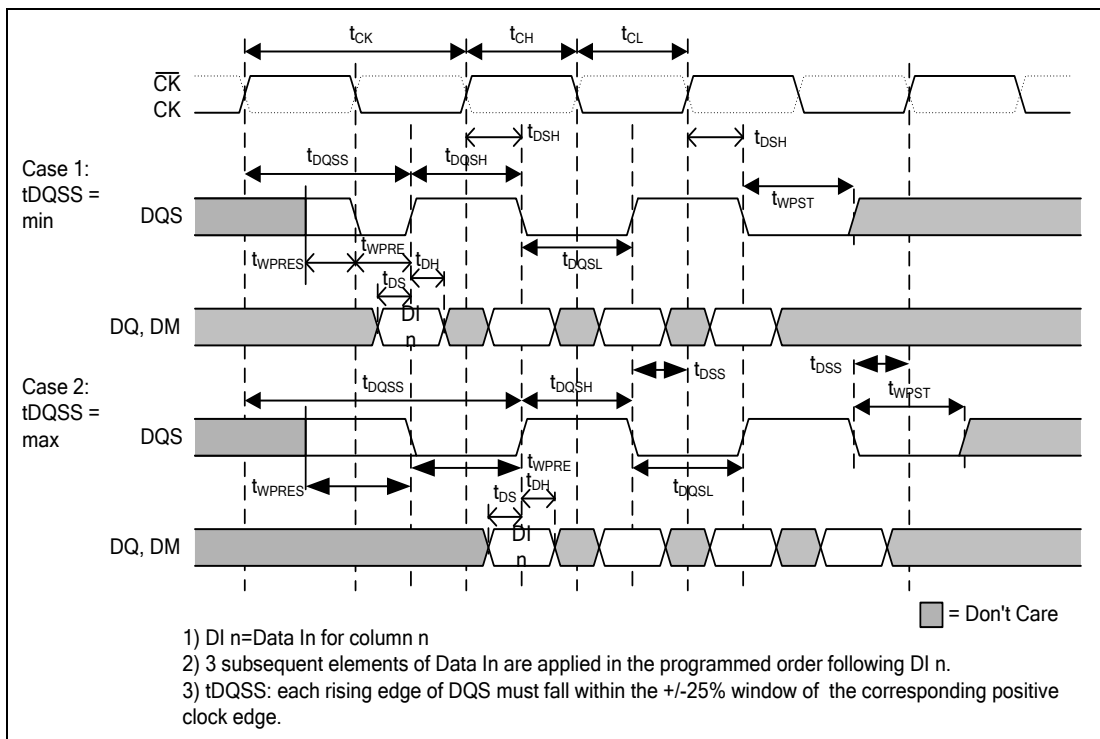 tCK
tCH
tCL
C̅K̅
CK
tDSH
tDSH
Case 1:
tDQSS =
min
tDQSS
tDQSH
tWPST
DQS
tWPRES
tWPRE
tDH
tDQSL
tDS
DI
n
DQ, DM
tDSS
tDSS
Case 2:
tDQSS =
max
tDQSS
tDQSH
tWPST
DQS
tWPRE
tWPRES
tDH
tDQSL
tDS
DI
n
DQ, DM
= Don't Care
1) DI n=Data In for column n
2) 3 subsequent elements of Data In are applied in the programmed order following DI n.
3) tDQSS: each rising edge of DQS must fall within the +/-25% window of the corresponding positive
clock edge.